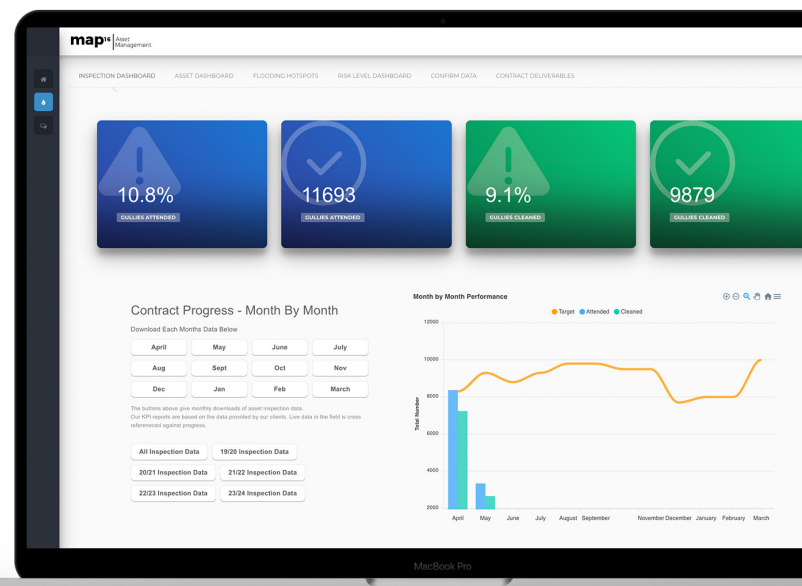 map16 Asset Management
INSPECTION DASHBOARD ASSET DASHBOARD FLOODING HOTSPOTS RISK LEVEL DASHBOARD CONFIRM DATA CONTRACT DELIVERABLES
10.8%
GULLIES ATTENDED
11693
GULLIES ATTENDED
9.1%
GULLIES CLEANED
9879
GULLIES CLEANED
Contract Progress - Month By Month
Download Each Months Data Below
April May June July
Aug Sept Oct Nov
Dec Jan Feb March
The buttons above give monthly downloads of asset inspection data.
Our KPI reports are based on the data provided by our clients. Live data in the field is cross
referenced against progress.
All Inspection Data 19/20 Inspection Data
20/21 Inspection Data 21/22 Inspection Data
22/23 Inspection Data 23/24 Inspection Data
Month by Month Performance
Target Attended Cleaned
Total Number
12000
10000
8000
6000
4000
2000
April May June July August September November December January February March
MacBook Pro